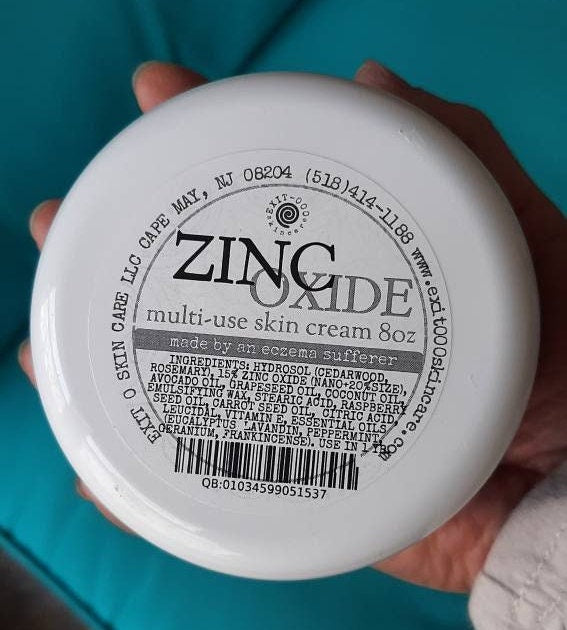 EXIT 0 SKIN CARE LLC CAPE MAY, NJ 08204 (518)414-1188 www.exit000skincare.com
EXIT-000
skincare
ZINC
OXIDE
multi-use skin cream 8oz
made by an eczema sufferer
INGREDIENTS: HYDROSOL (CEDARWOOD,
ROSEMARY), 15% ZINC OXIDE (NANO+20%SIZE),
AVOCADO OIL, GRAPESEED OIL, COCONUT OIL,
EMULSIFYING WAX, STEARIC ACID, RASPBERRY
SEED OIL, CARROT SEED OIL, CITRIC ACID,
LEUCIDAL, VITAMIN E, ESSENTIAL OILS
EUCALYPTUS, LAVANDIN, PEPPERMINT,
GERANIUM, FRANKINCENSE). USE IN 1 YR.
QB:01034599051537